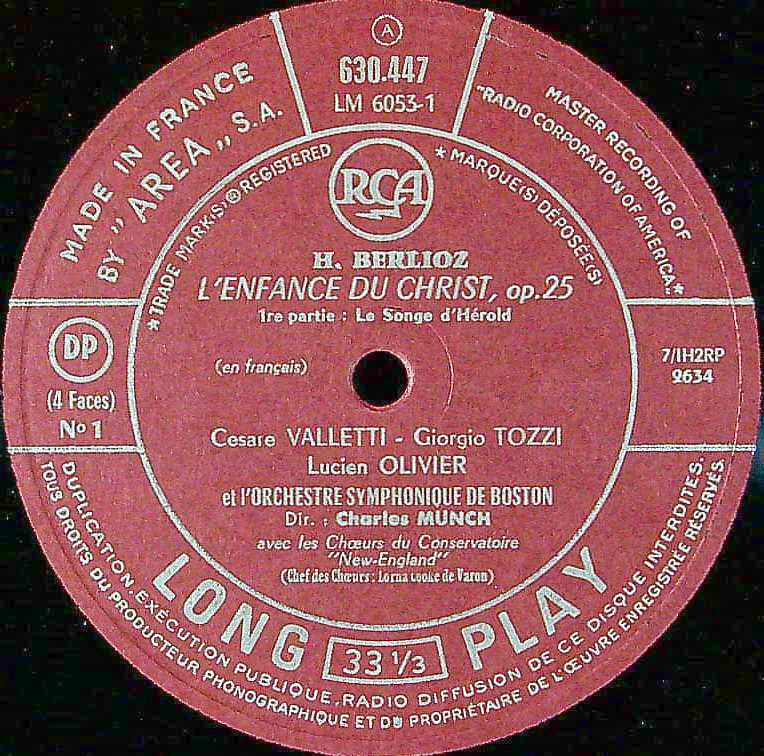 A
630.447
LM 6053-1
MADE IN FRANCE
BY "AREA" S.A.
MASTER RECORDING OF
"RADIO CORPORATION OF AMERICA"
*TRADE MARK(S) ® REGISTERED
* MARQUE(S) DÉPOSÉE(S) *
RCA
H. BERLIOZ
L'ENFANCE DU CHRIST, op.25
1re partie : Le Songe d'Hérold
DP
(4 Faces)
No 1
(en français)
7/IH2RP
2634
Cesare VALLETTI - Giorgio TOZZI
Lucien OLIVIER
et l'ORCHESTRE SYMPHONIQUE DE BOSTON
Dir. : Charles MUNCH
avec les Chœurs du Conservatoire
"New-England"
(Chef des Chœurs : Lorna cooke de Varon)
LONG PLAY
33 1/3
DUPLICATION, EXÉCUTION PUBLIQUE, RADIO DIFFUSION DE CE DISQUE INTERDITES.
TOUS DROITS DU PRODUCTEUR PHONOGRAPHIQUE ET DU PROPRIÉTAIRE DE L'ŒUVRE ENREGISTRÉE RÉSERVÉS.